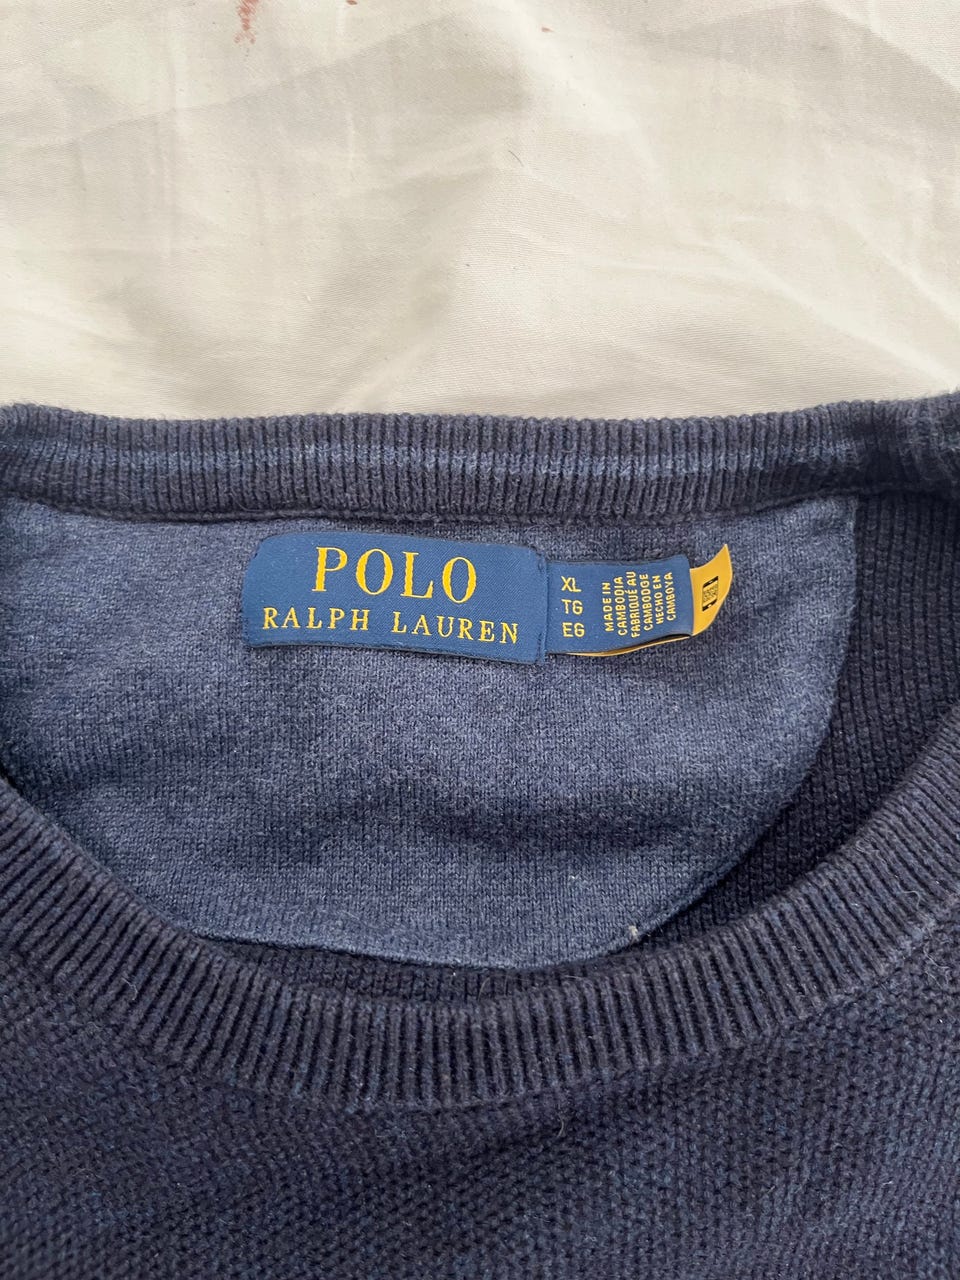 POLO
RALPH LAUREN
XL
TG
EG
MADE IN
CAMBODIA
FABRIQUÉ AU
CAMBODGE
HECHO EN
CAMBOYA